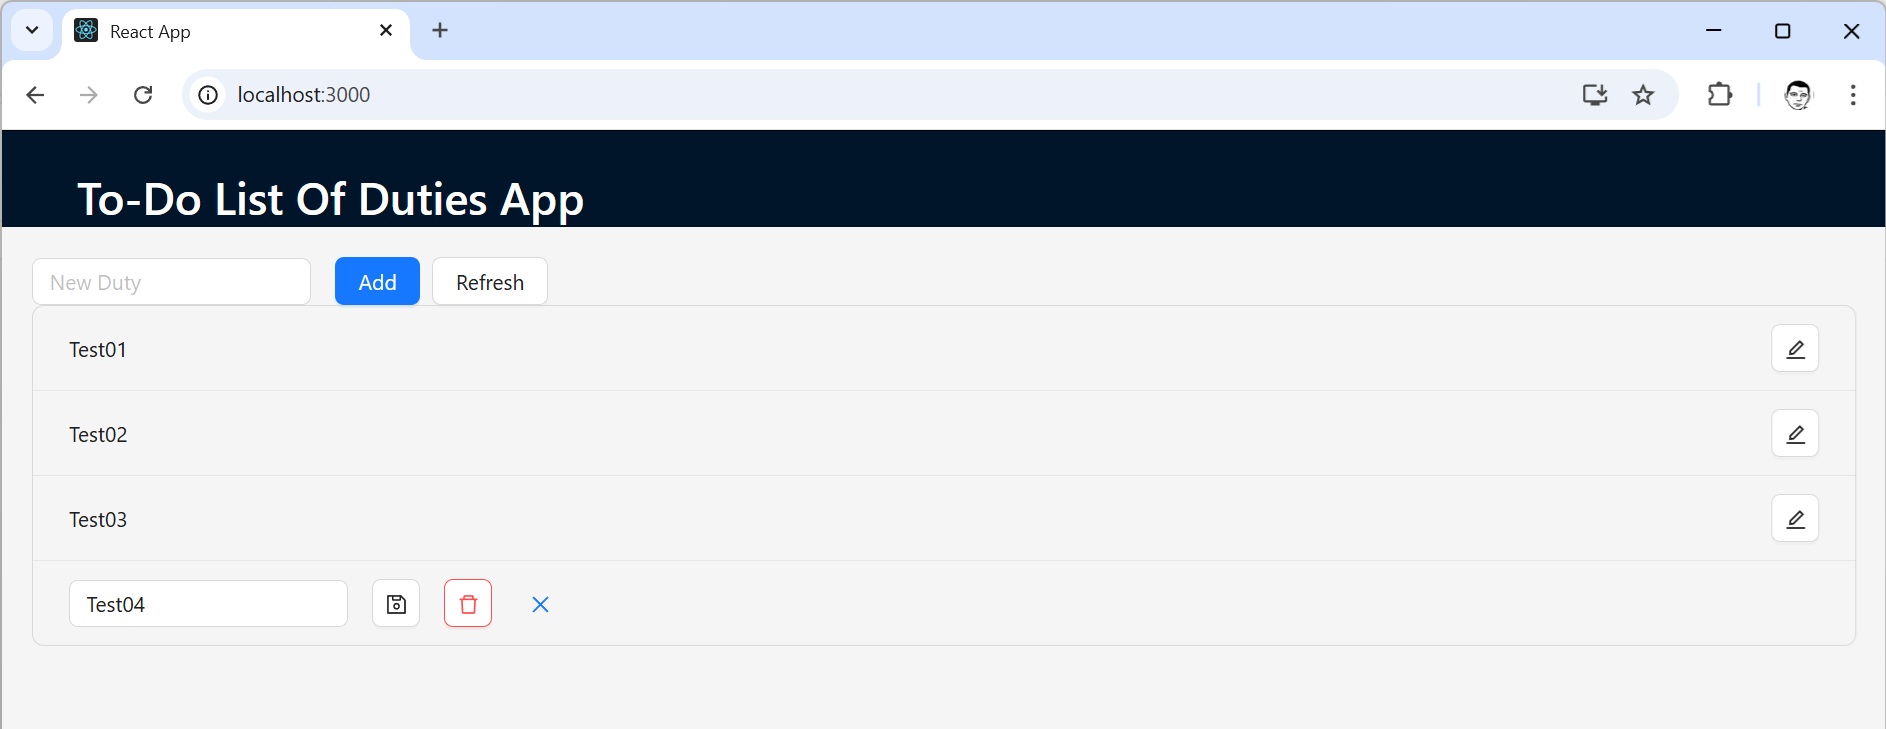 React App
localhost:3000
To-Do List Of Duties App
New Duty Add Refresh
Test01
Test02
Test03
Test04